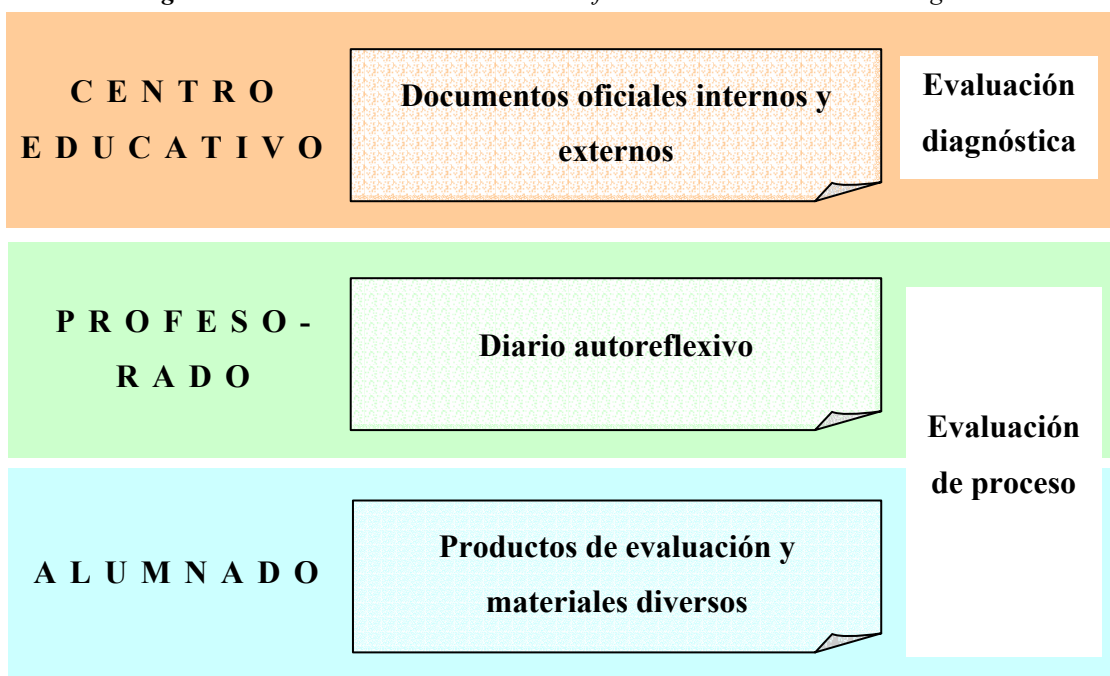 C E N T R O
E D U C A T I V O
Documentos oficiales internos y
externos
Evaluación
diagnóstica
P R O F E S O -
R A D O
Diario autoreflexivo
Evaluación
de proceso
A L U M N A D O
Productos de evaluación y
materiales diversos